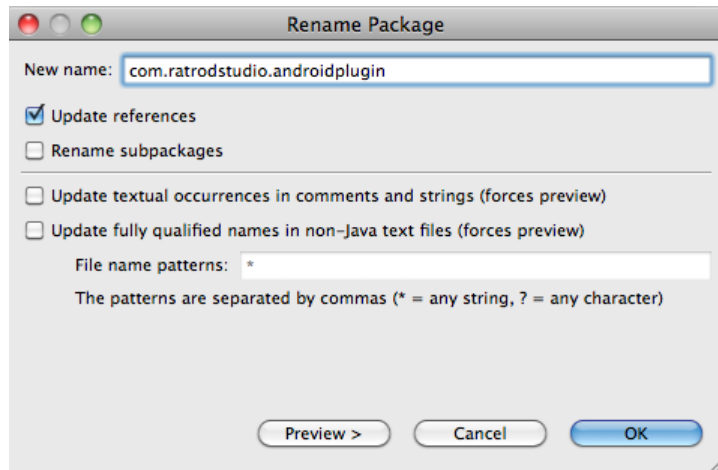 Rename Package
New name: com.ratrodstudio.androidplugin
Update references
Rename subpackages
Update textual occurrences in comments and strings (forces preview)
Update fully qualified names in non-Java text files (forces preview)
File name patterns: *
The patterns are separated by commas (* = any string, ? = any character)
Preview > Cancel OK